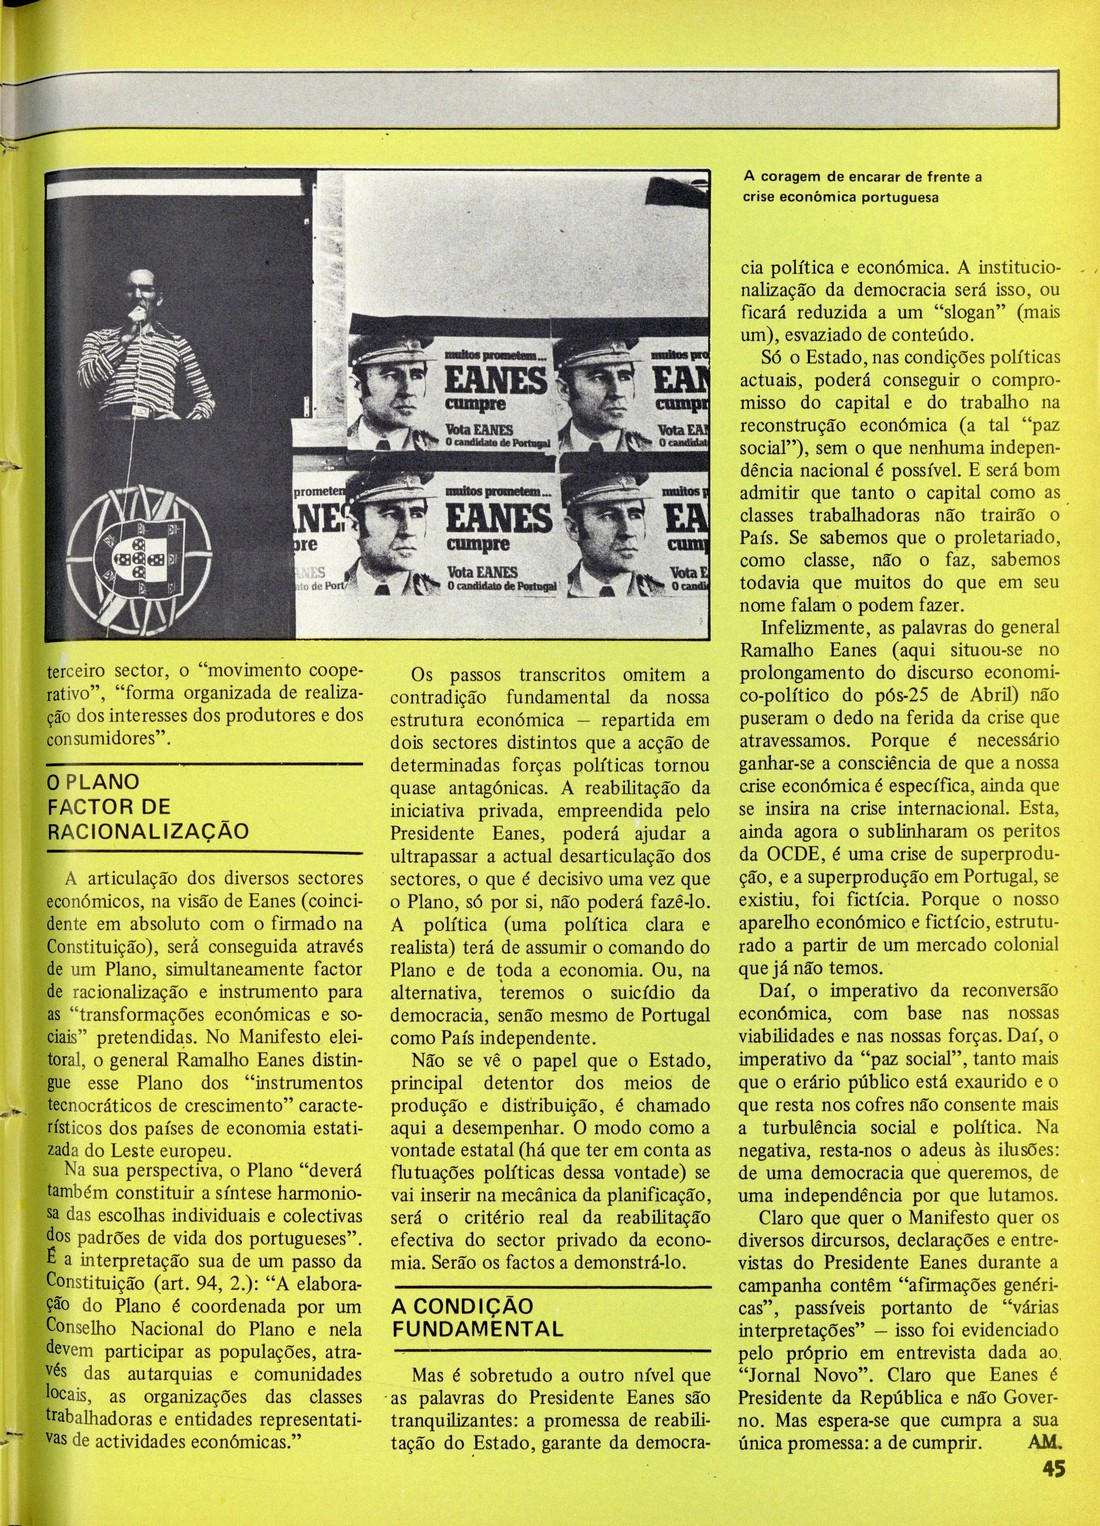 A coragem de encarar de frente a
crise económica portuguesa
muitos prometem...
EANES
cumpre
Vota EANES
O candidato de Portugal
muitos pro
EAN
cumpr
Vota EA
O candidat
prometem
NES
pre
NES
ato de Port
muitos prometem...
EANES
cumpre
Vota EANES
O candidato de Portugal
muitos p
EA
cum
Vota E
O candi
terceiro sector, o “movimento coope-
rativo”, “forma organizada de realiza-
ção dos interesses dos produtores e dos
consumidores”.
O PLANO
FACTOR DE
RACIONALIZAÇÃO
A articulação dos diversos sectores
económicos, na visão de Eanes (coinci-
dente em absoluto com o firmado na
Constituição), será conseguida através
de um Plano, simultaneamente factor
de racionalização e instrumento para
as “transformações económicas e so-
ciais” pretendidas. No Manifesto elei-
toral, o general Ramalho Eanes distin-
gue esse Plano dos “instrumentos
tecnocráticos de crescimento” caracte-
rísticos dos países de economia estati-
zada do Leste europeu.
Na sua perspectiva, o Plano “deverá
também constituir a síntese harmonio-
sa das escolhas individuais e colectivas
dos padrões de vida dos portugueses”.
É a interpretação sua de um passo da
Constituição (art. 94, 2.): “A elabora-
ção do Plano é coordenada por um
Conselho Nacional do Plano e nela
devem participar as populações, atra-
vés das autarquias e comunidades
locais, as organizações das classes
trabalhadoras e entidades representati-
vas de actividades económicas.”
Os passos transcritos omitem a
contradição fundamental da nossa
estrutura económica — repartida em
dois sectores distintos que a acção de
determinadas forças políticas tornou
quase antagónicas. A reabilitação da
iniciativa privada, empreendida pelo
Presidente Eanes, poderá ajudar a
ultrapassar a actual desarticulação dos
sectores, o que é decisivo uma vez que
o Plano, só por si, não poderá fazê-lo.
A política (uma política clara e
realista) terá de assumir o comando do
Plano e de toda a economia. Ou, na
alternativa, teremos o suicídio da
democracia, senão mesmo de Portugal
como País independente.
Não se vê o papel que o Estado,
principal detentor dos meios de
produção e distribuição, é chamado
aqui a desempenhar. O modo como a
vontade estatal (há que ter em conta as
flutuações políticas dessa vontade) se
vai inserir na mecânica da planificação,
será o critério real da reabilitação
efectiva do sector privado da econo-
mia. Serão os factos a demonstrá-lo.
A CONDIÇÃO
FUNDAMENTAL
Mas é sobretudo a outro nível que
as palavras do Presidente Eanes são
tranquilizantes: a promessa de reabili-
tação do Estado, garante da democra-
cia política e económica. A institucio-
nalização da democracia será isso, ou
ficará reduzida a um “slogan” (mais
um), esvaziado de conteúdo.
Só o Estado, nas condições políticas
actuais, poderá conseguir o compro-
misso do capital e do trabalho na
reconstrução económica (a tal “paz
social”), sem o que nenhuma indepen-
dência nacional é possível. E será bom
admitir que tanto o capital como as
classes trabalhadoras não trairão o
País. Se sabemos que o proletariado,
como classe, não o faz, sabemos
todavia que muitos do que em seu
nome falam o podem fazer.
Infelizmente, as palavras do general
Ramalho Eanes (aqui situou-se no
prolongamento do discurso economi-
co-político do pós-25 de Abril) não
puseram o dedo na ferida da crise que
atravessamos. Porque é necessário
ganhar-se a consciência de que a nossa
crise económica é específica, ainda que
se insira na crise internacional. Esta,
ainda agora o sublinharam os peritos
da OCDE, é uma crise de superprodu-
ção, e a superprodução em Portugal, se
existiu, foi fictícia. Porque o nosso
aparelho económico e fictício, estrutu-
rado a partir de um mercado colonial
que já não temos.
Daí, o imperativo da reconversão
económica, com base nas nossas
viabilidades e nas nossas forças. Daí, o
imperativo da “paz social”, tanto mais
que o erário público está exaurido e o
que resta nos cofres não consente mais
a turbulência social e política. Na
negativa, resta-nos o adeus às ilusões:
de uma democracia que queremos, de
uma independência por que lutamos.
Claro que quer o Manifesto quer os
diversos dircursos, declarações e entre-
vistas do Presidente Eanes durante a
campanha contêm “afirmações genéri-
cas”, passíveis portanto de “várias
interpretações” — isso foi evidenciado
pelo próprio em entrevista dada ao
“Jornal Novo”. Claro que Eanes é
Presidente da República e não Gover-
no. Mas espera-se que cumpra a sua
única promessa: a de cumprir. AM.
45